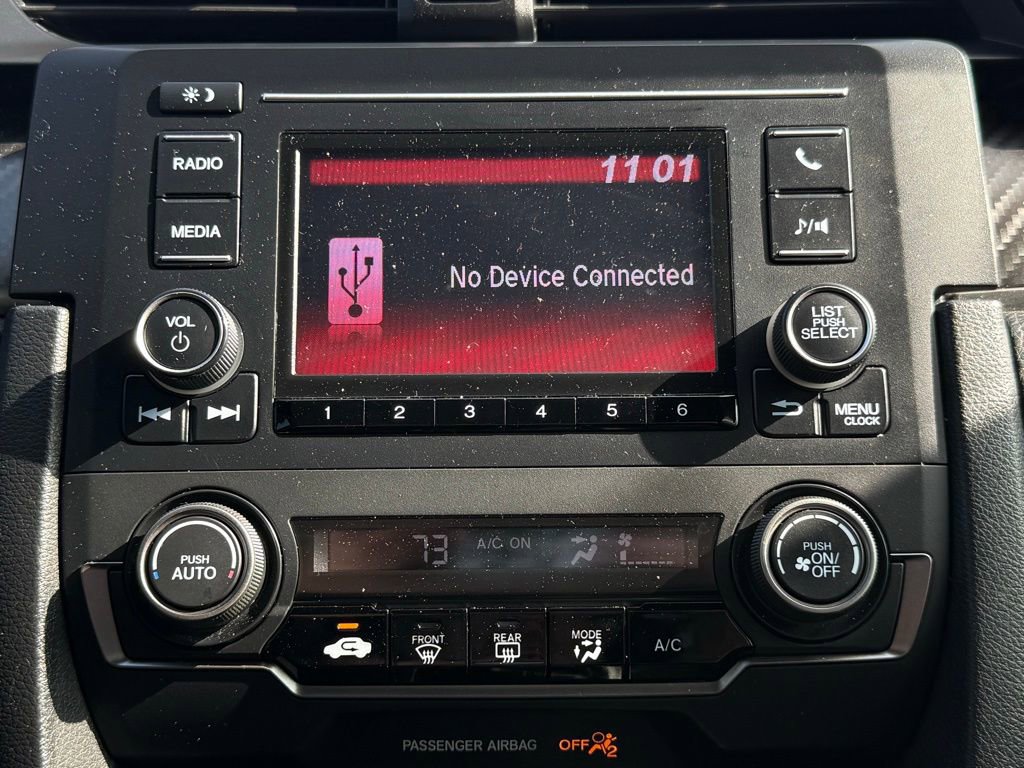 RADIO
11 01
MEDIA
No Device Connected
VOL
LIST
PUSH
SELECT
1 2 3 4 5 6
MENU
CLOCK
73 A/C ON
PUSH
AUTO
PUSH
ON/
OFF
FRONT
REAR
MODE
A/C
PASSENGER AIRBAG OFF 2